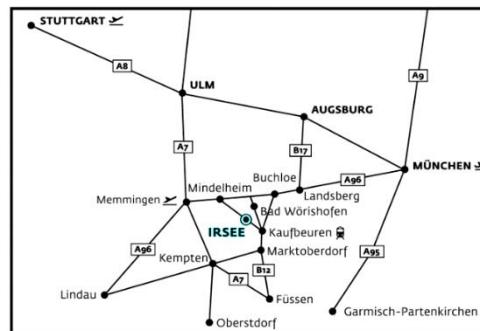 STUTTGART
A9
A8
ULM
AUGSBURG
A7
B17
MÜNCHEN
Buchloe
A96
Mindelheim
Landsberg
Memmingen
Bad Wörishofen
IRSEE
Kaufbeuren
A96
Marktoberdorf
A95
Kempten
A7
B12
Lindau
Füssen
Garmisch-Partenkirchen
Oberstdorf